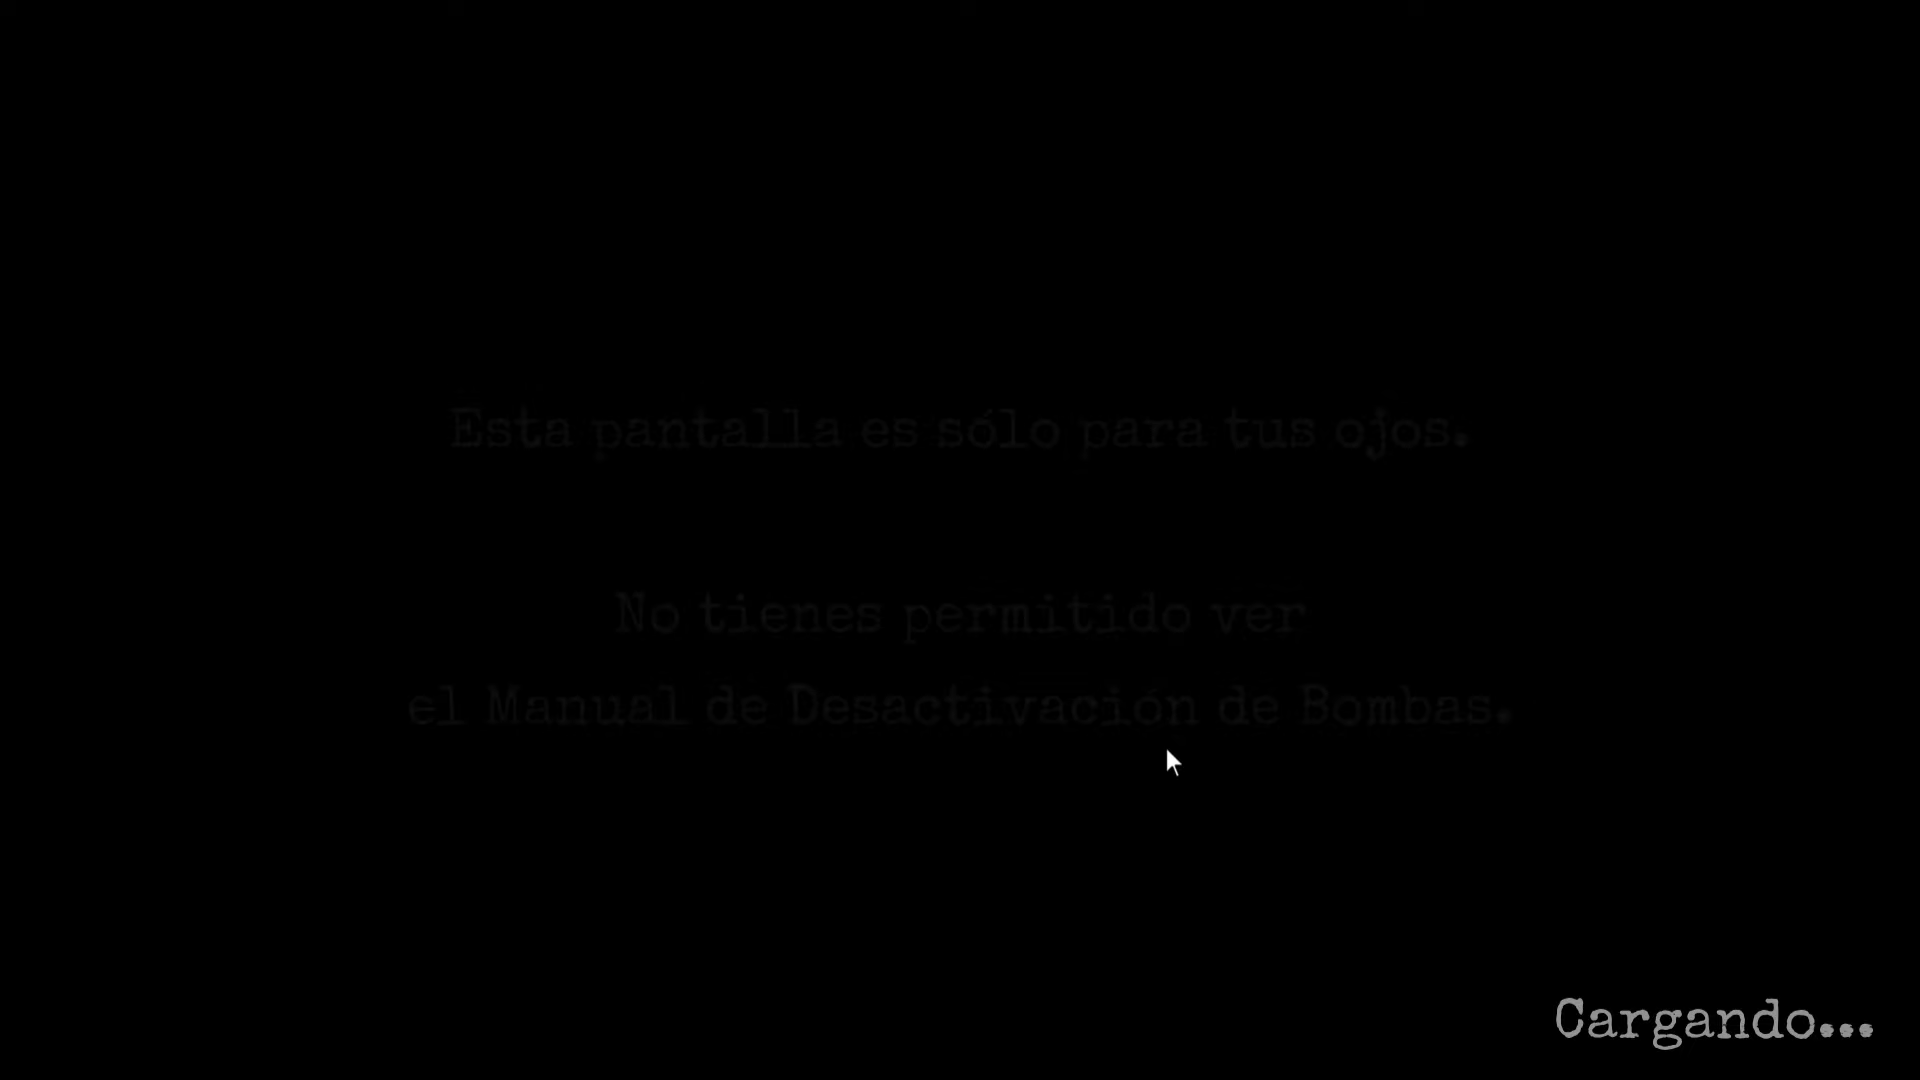 Esta pantalla es sólo para tus ojos.
No tienes permitido ver
el Manual de Desactivación de Bombas.
Cargando...